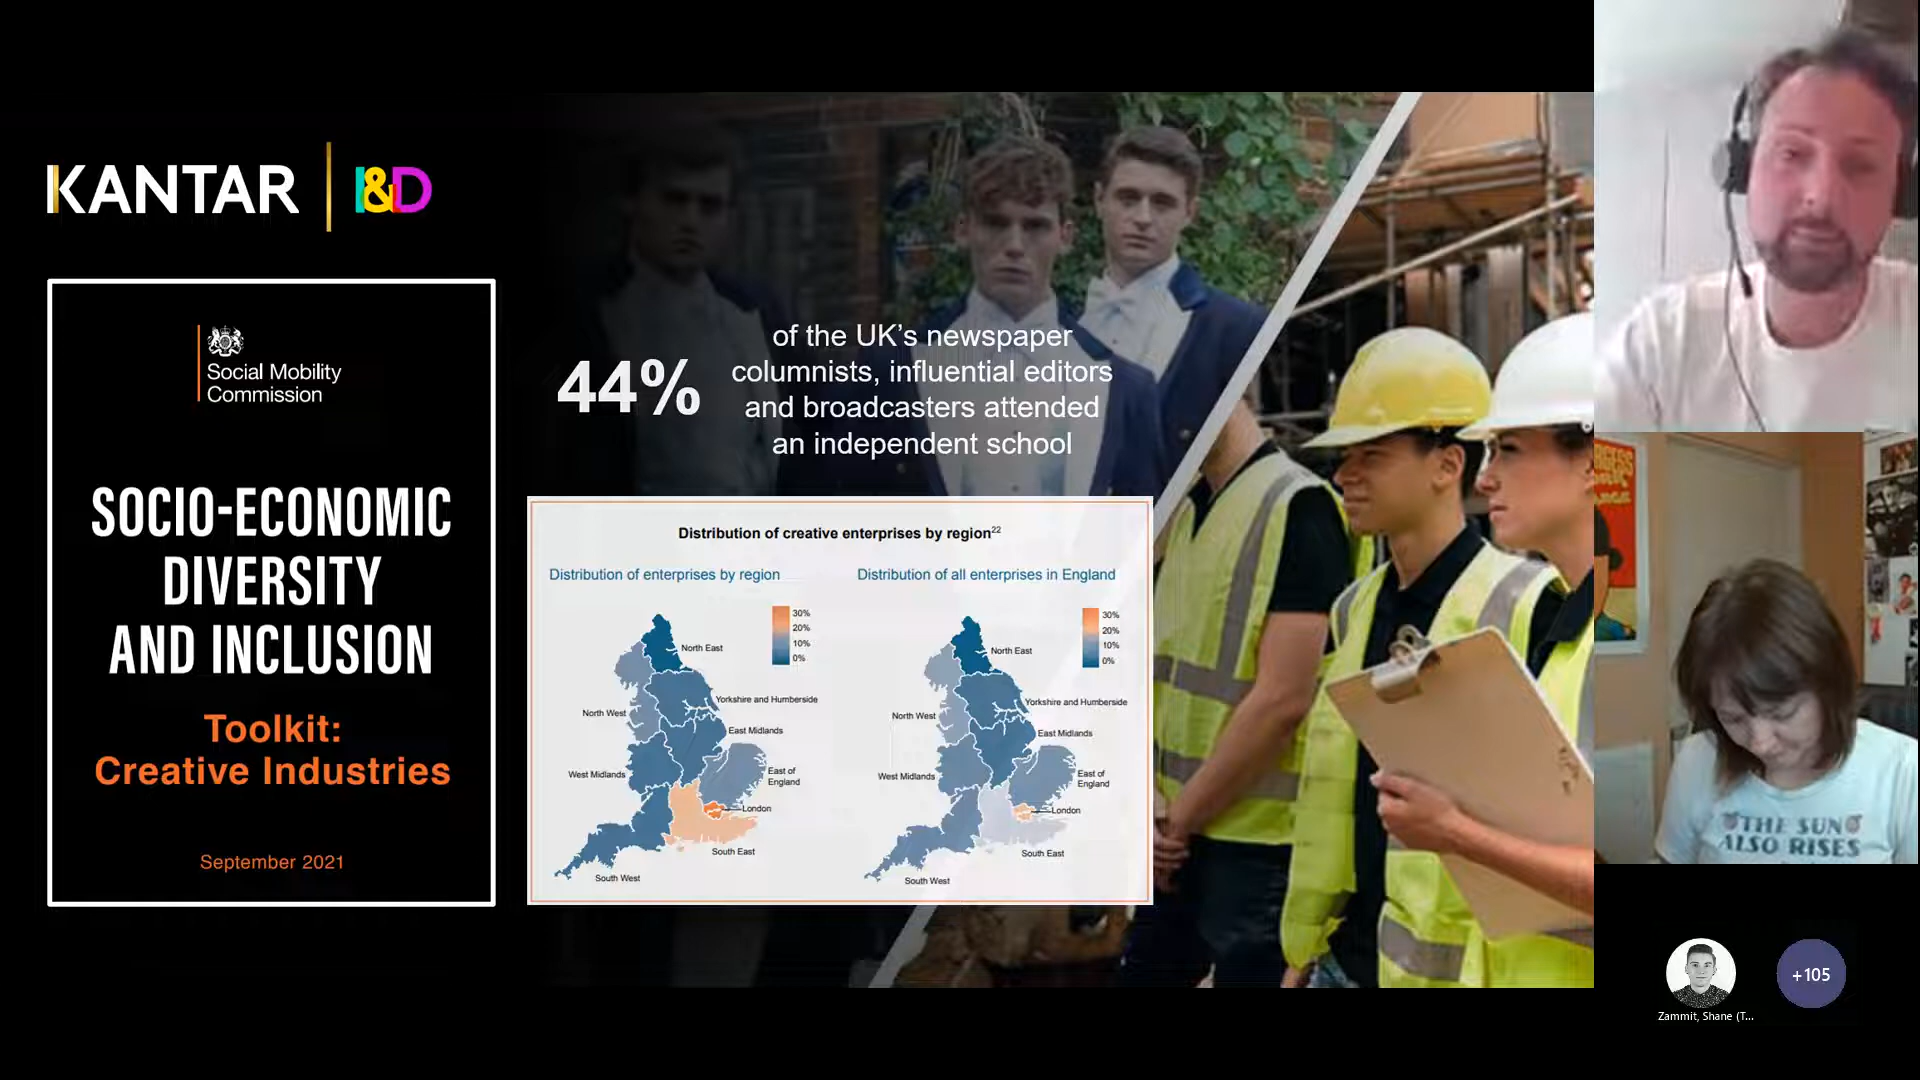 KANTAR I&D
Social Mobility
Commission
SOCIO-ECONOMIC
DIVERSITY
AND INCLUSION
Toolkit:
Creative Industries
September 2021
44%
of the UK’s newspaper
columnists, influential editors
and broadcasters attended
an independent school
Distribution of creative enterprises by region22
Distribution of enterprises by region
30%
20%
10%
0%
North East
Yorkshire and Humberside
North West
East Midlands
West Midlands
East of
England
London
South East
South West
Distribution of all enterprises in England
30%
20%
10%
0%
North East
Yorkshire and Humberside
North West
East Midlands
West Midlands
East of
England
London
South East
South West
THE SUN
ALSO RISES
Zammit, Shane (T...
+105